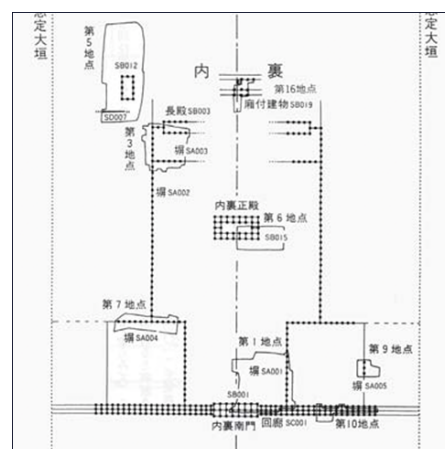 想定大垣
想定大垣
第5地点
SB012
SD007
内裏
第16地点
廂付建物 SB019
長殿 SB003
第3地点
塀 SA003
塀 SA002
内裏正殿
第6地点
SB015
第7地点
塀 SA004
第1地点
塀 SA001
第9地点
塀 SA005
SB001
内裏南門
回廊 SC001
第10地点